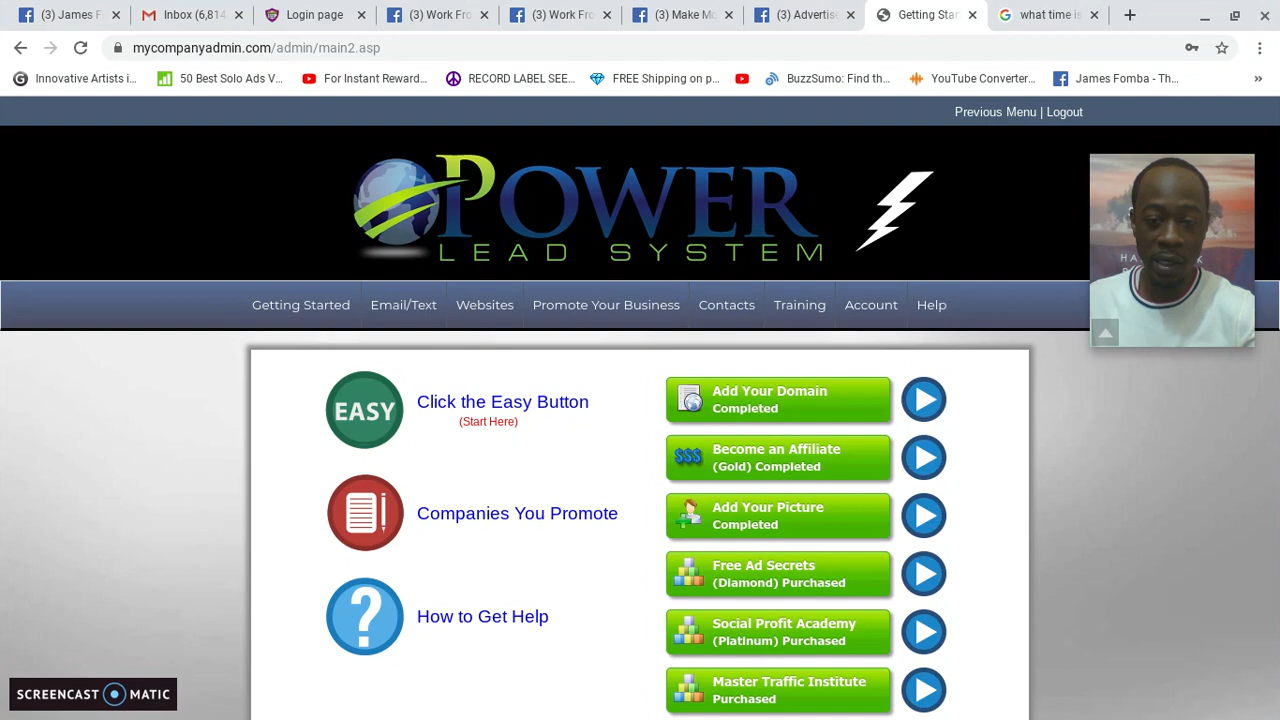 (3) James F
Inbox (6,814
Login page
(3) Work Fro
(3) Work Fro
(3) Make Mo
(3) Advertise
Getting Star
what time is
mycompanyadmin.com/admin/main2.asp
Innovative Artists i...
50 Best Solo Ads V...
For Instant Reward...
RECORD LABEL SEE...
FREE Shipping on p...
BuzzSumo: Find th...
YouTube Converter...
James Fomba - Th...
Previous Menu | Logout
POWER
LEAD SYSTEM
Getting Started
Email/Text
Websites
Promote Your Business
Contacts
Training
Account
Help
EASY
Click the Easy Button
(Start Here)
Companies You Promote
?
How to Get Help
Add Your Domain
Completed
$$$
Become an Affiliate
(Gold) Completed
Add Your Picture
Completed
Free Ad Secrets
(Diamond) Purchased
Social Profit Academy
(Platinum) Purchased
Master Traffic Institute
Purchased
SCREENCAST MATIC